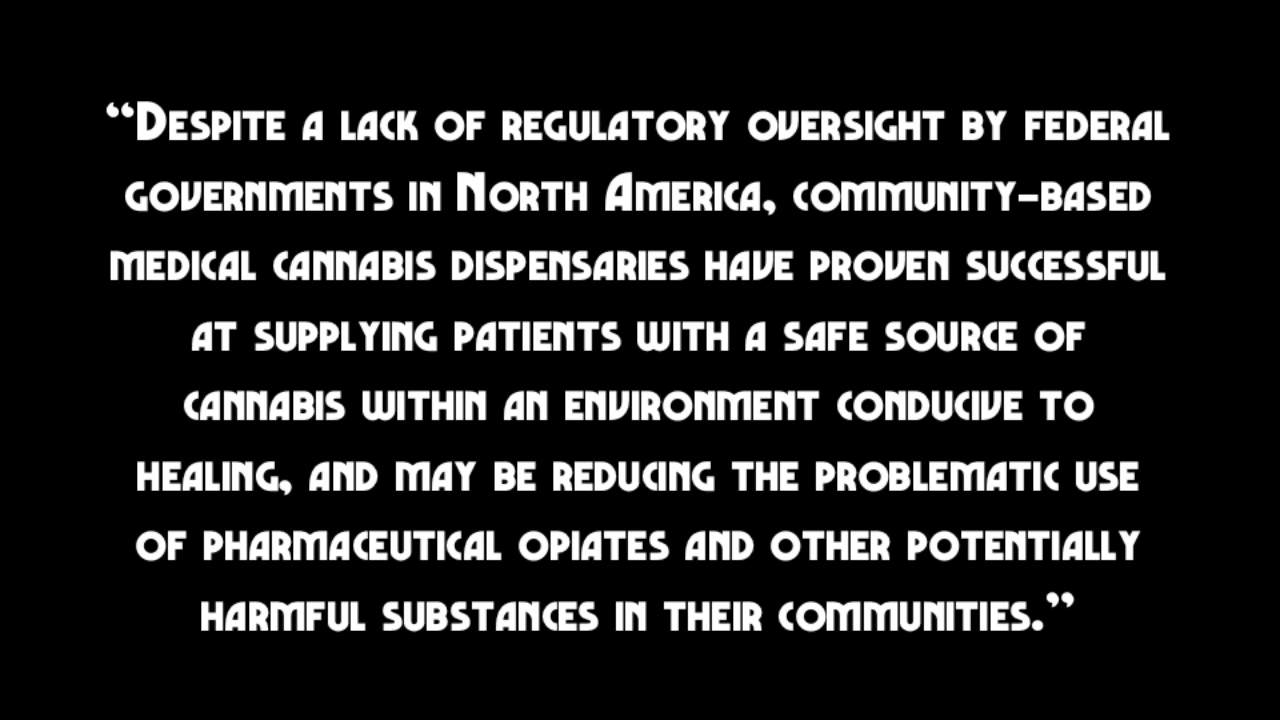 “Despite a lack of regulatory oversight by federal
governments in North America, community-based
medical cannabis dispensaries have proven successful
at supplying patients with a safe source of
cannabis within an environment conducive to
healing, and may be reducing the problematic use
of pharmaceutical opiates and other potentially
harmful substances in their communities.”